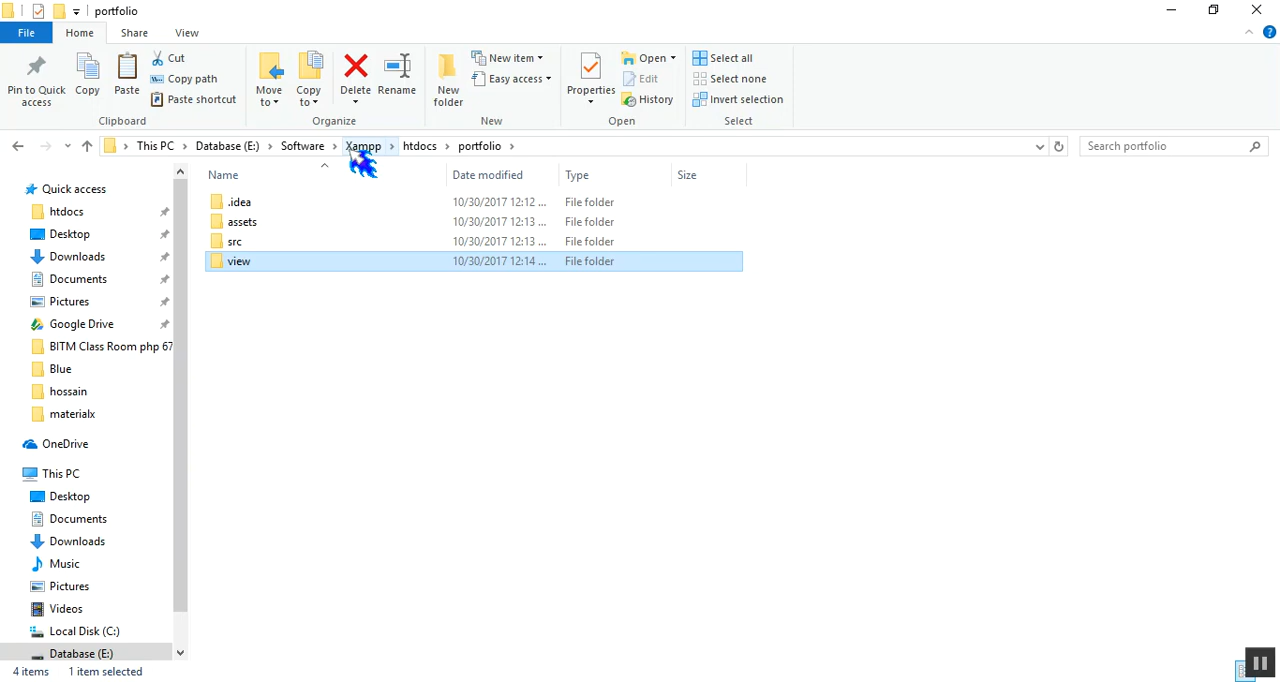 portfolio
File Home Share View
Pin to Quick access
Copy
Paste
Cut
Copy path
Paste shortcut
Clipboard
Move to
Copy to
Delete
Rename
Organize
New folder
New item
Easy access
New
Properties
Open
Edit
History
Open
Select all
Select none
Invert selection
Select
This PC › Database (E:) › Software › Xampp › htdocs › portfolio ›
Search portfolio
Name Date modified Type Size
.idea 10/30/2017 12:12 ... File folder
assets 10/30/2017 12:13 ... File folder
src 10/30/2017 12:13 ... File folder
view 10/30/2017 12:14 ... File folder
Quick access
htdocs
Desktop
Downloads
Documents
Pictures
Google Drive
BITM Class Room php 67
Blue
hossain
materialx
OneDrive
This PC
Desktop
Documents
Downloads
Music
Pictures
Videos
Local Disk (C:)
Database (E:)
4 items 1 item selected